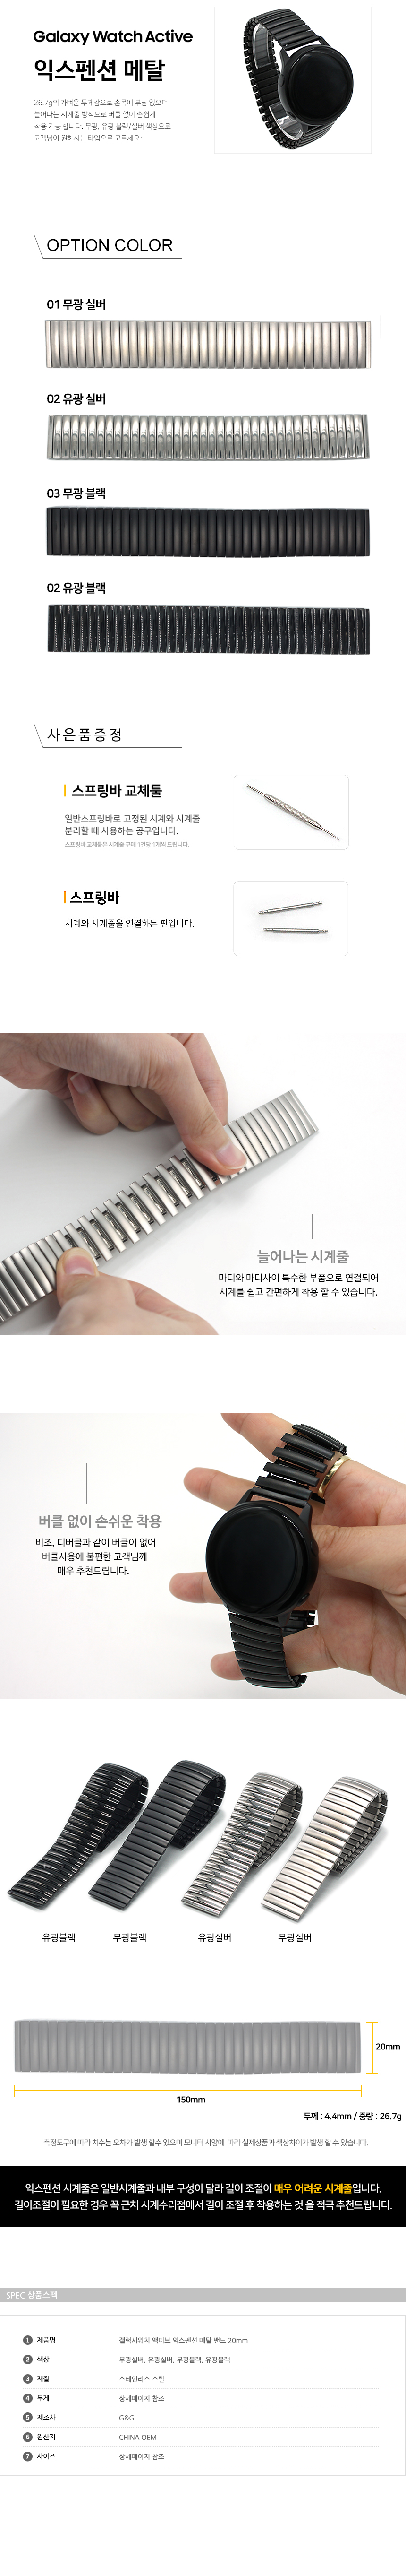 Galaxy Watch Active
익스펜션 메탈
26.7g의 가벼운 무게감으로 손목에 부담 없으며
늘어나는 시계줄 방식으로 버클 없이 손쉽게
착용 가능 합니다. 무광, 유광 블랙/실버 색상으로
고객님이 원하시는 타입으로 고르세요~
OPTION COLOR
01 무광 실버
02 유광 실버
03 무광 블랙
02 유광 블랙
사은품증정
스프링바 교체툴
일반스프링바로 고정된 시계와 시계줄
분리할 때 사용하는 공구입니다.
스프링바 교체툴은 시계줄 구매 1건당 1개씩 드립니다.
스프링바
시계와 시계줄을 연결하는 핀입니다.
늘어나는 시계줄
마디와 마디사이 특수한 부품으로 연결되어
시계를 쉽고 간편하게 착용 할 수 있습니다.
버클 없이 손쉬운 착용
비조, 디버클과 같이 버클이 없어
버클사용에 불편한 고객님께
매우 추천드립니다.
유광블랙 무광블랙 유광실버 무광실버
20mm
150mm
두께 : 4.4mm / 중량 : 26.7g
측정도구에 따라 치수는 오차가 발생 할수 있으며 모니터 사양에 따라 실제상품과 색상차이가 발생 할 수 있습니다.
익스펜션 시계줄은 일반시계줄과 내부 구성이 달라 길이 조절이 매우 어려운 시계줄입니다.
길이조절이 필요한 경우 꼭 근처 시계수리점에서 길이 조절 후 착용하는 것 을 적극 추천드립니다.
SPEC 상품스펙
1 제품명 갤럭시워치 액티브 익스펜션 메탈 밴드 20mm
2 색상 무광실버, 유광실버, 무광블랙, 유광블랙
3 재질 스테인리스 스틸
4 무게 상세페이지 참조
5 제조사 G&G
6 원산지 CHINA OEM
7 사이즈 상세페이지 참조